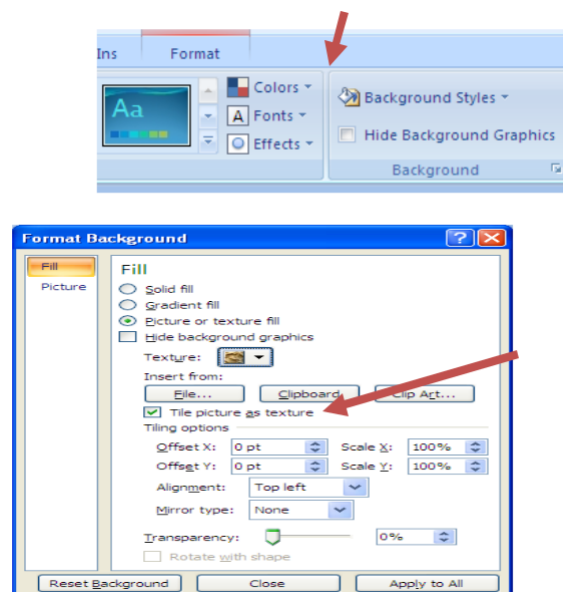 Ins Format
Aa
Colors
A Fonts
Effects
Background Styles
Hide Background Graphics
Background
Format Background
Fill
Picture
Fill
Solid fill
Gradient fill
Picture or texture fill
Hide background graphics
Texture:
Insert from:
File... Clipboard Clip Art...
Tile picture as texture
Tiling options
Offset X: 0 pt Scale X: 100%
Offset Y: 0 pt Scale Y: 100%
Alignment: Top left
Mirror type: None
Transparency: 0%
Rotate with shape
Reset Background Close Apply to All